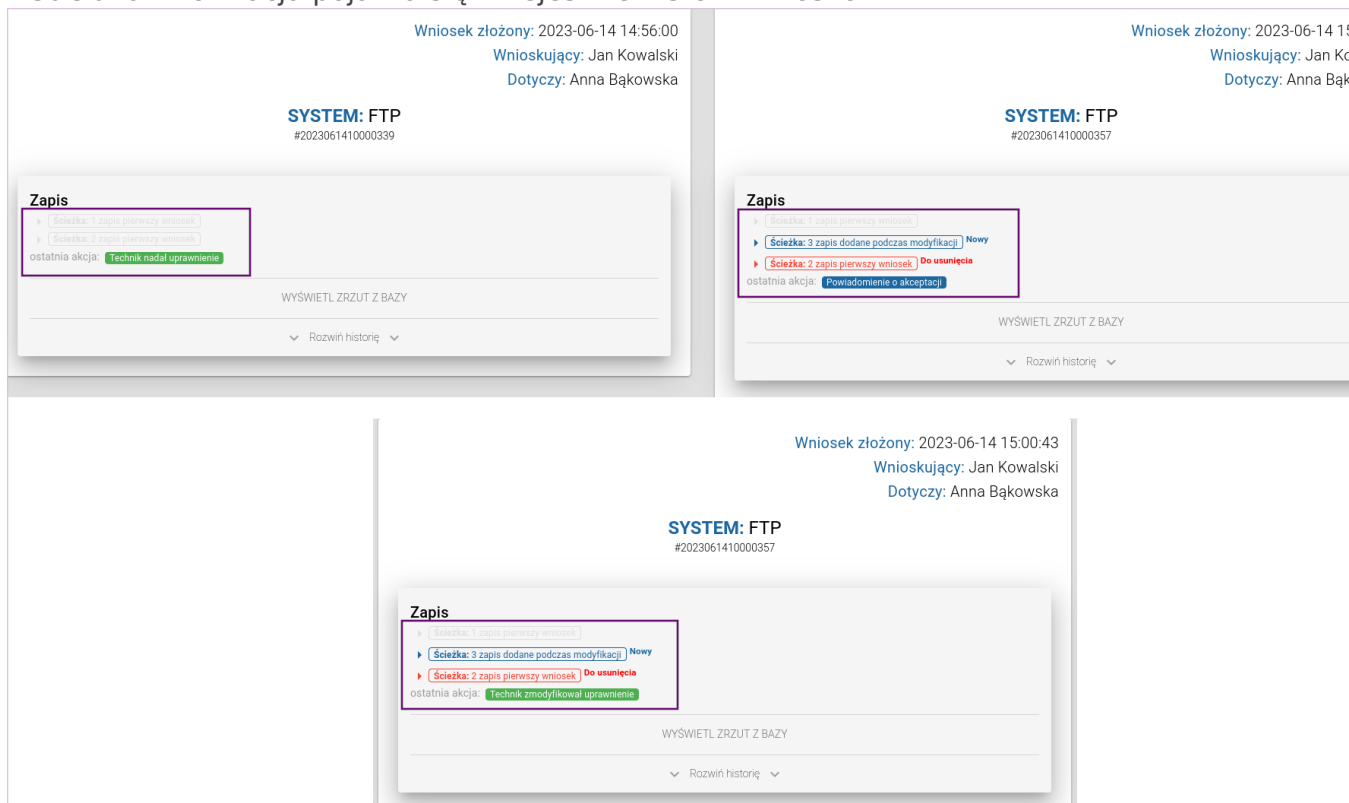 Wniosek złożony: 2023-06-14 14:56:00
Wnioskujący: Jan Kowalski
Dotyczy: Anna Bąkowska
SYSTEM: FTP
#2023061410000339
Zapis
Ścieżka: 1 zapis pierwszy wniosek
Ścieżka: 2 zapis pierwszy wniosek
ostatnia akcja: Technik nadał uprawnienie
WYŚWIETL ZRZUT Z BAZY
Rozwiń historię
Wniosek złożony: 2023-06-14 15
Wnioskujący: Jan Ko
Dotyczy: Anna Bąk
SYSTEM: FTP
#2023061410000357
Zapis
Ścieżka: 1 zapis pierwszy wniosek
Ścieżka: 3 zapis dodane podczas modyfikacji Nowy
Ścieżka: 2 zapis pierwszy wniosek Do usunięcia
ostatnia akcja: Powiadomienie o akceptacji
WYŚWIETL ZRZUT Z BAZY
Rozwiń historię
Wniosek złożony: 2023-06-14 15:00:43
Wnioskujący: Jan Kowalski
Dotyczy: Anna Bąkowska
SYSTEM: FTP
#2023061410000357
Zapis
Ścieżka: 1 zapis pierwszy wniosek
Ścieżka: 3 zapis dodane podczas modyfikacji Nowy
Ścieżka: 2 zapis pierwszy wniosek Do usunięcia
ostatnia akcja: Technik zmodyfikował uprawnienie
WYŚWIETL ZRZUT Z BAZY
Rozwiń historię